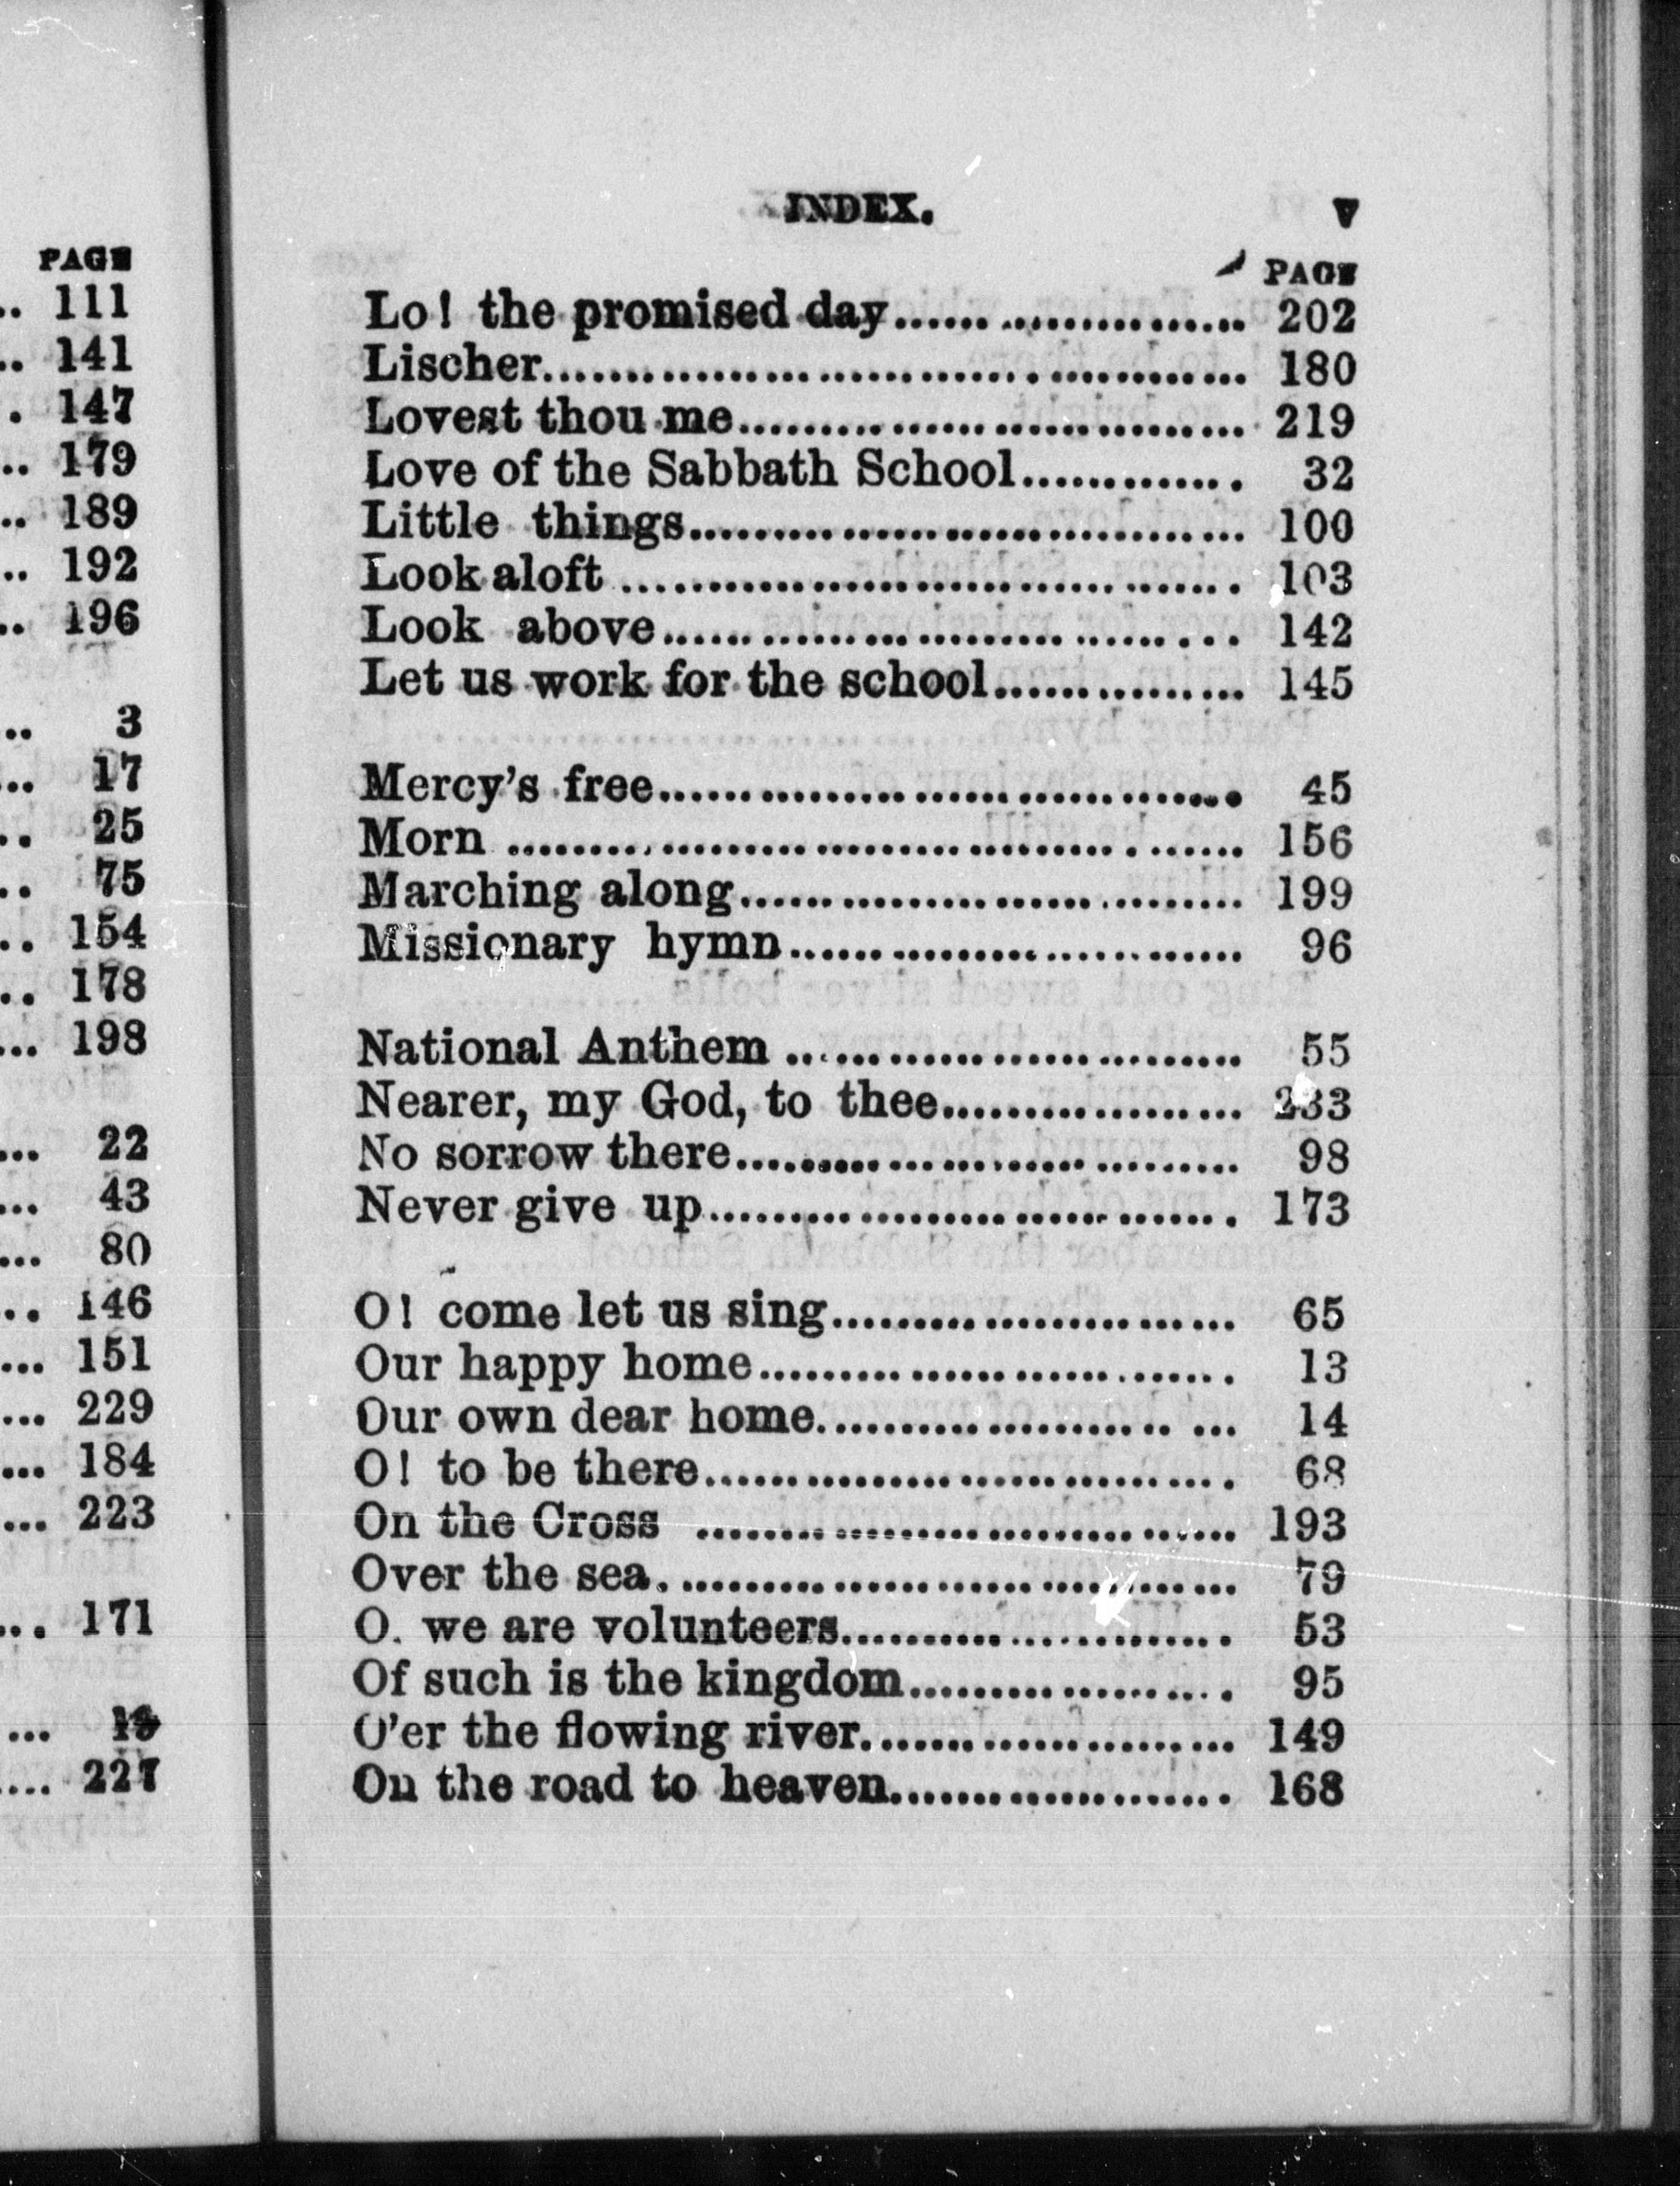 PAGE
.. 111
.. 141
. 147
.. 179
.. 189
.. 192
.. 196
.. 3
... 17
.. 25
.. 75
.. 154
.. 178
... 198
... 22
... 43
... 80
.. 146
... 151
... 229
... 184
... 223
... 171
...
.... 227
INDEX. v
PAGE
Lo! the promised day........................ 202
Lischer.......................................... 180
Lovest thou me.............................. 219
Love of the Sabbath School............. 32
Little things................................. 100
Look aloft..................................... 103
Look above.................................. 142
Let us work for the school............... 145
Mercy's free.................................. 45
Morn ........................................... 156
Marching along.............................. 199
Missionary hymn........................... 96
National Anthem ........................... 55
Nearer, my God, to thee.................. 233
No sorrow there.............................. 98
Never give up................................ 173
O! come let us sing........................ 65
Our happy home............................ 13
Our own dear home........................ 14
O! to be there................................ 68
On the Cross ................................ 193
Over the sea.................................. 79
O. we are volunteers....................... 53
Of such is the kingdom................... 95
O'er the flowing river...................... 149
On the road to heaven.................... 168